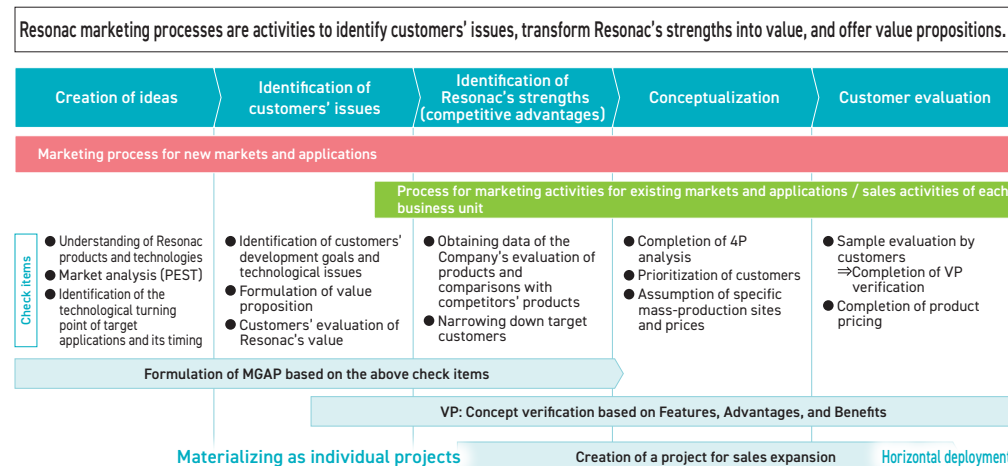 Resonac marketing processes are activities to identify customers' issues, transform Resonac's strengths into value, and offer value propositions.
Creation of ideas
Identification of
customers' issues
Identification of
Resonac's strengths
(competitive advantages)
Conceptualization
Customer evaluation
Marketing process for new markets and applications
Process for marketing activities for existing markets and applications / sales activities of each
business unit
Check items
● Understanding of Resonac
products and technologies
● Market analysis (PEST)
● Identification of the
technological turning
point of target
applications and its timing
● Identification of customers'
development goals and
technological issues
● Formulation of value
proposition
● Customers' evaluation of
Resonac's value
● Obtaining data of the
Company's evaluation of
products and
comparisons with
competitors' products
● Narrowing down target
customers
● Completion of 4P
analysis
● Prioritization of customers
● Assumption of specific
mass-production sites
and prices
● Sample evaluation by
customers
⇒Completion of VP
verification
● Completion of product
pricing
Formulation of MGAP based on the above check items
VP: Concept verification based on Features, Advantages, and Benefits
Materializing as individual projects
Creation of a project for sales expansion
Horizontal deployment